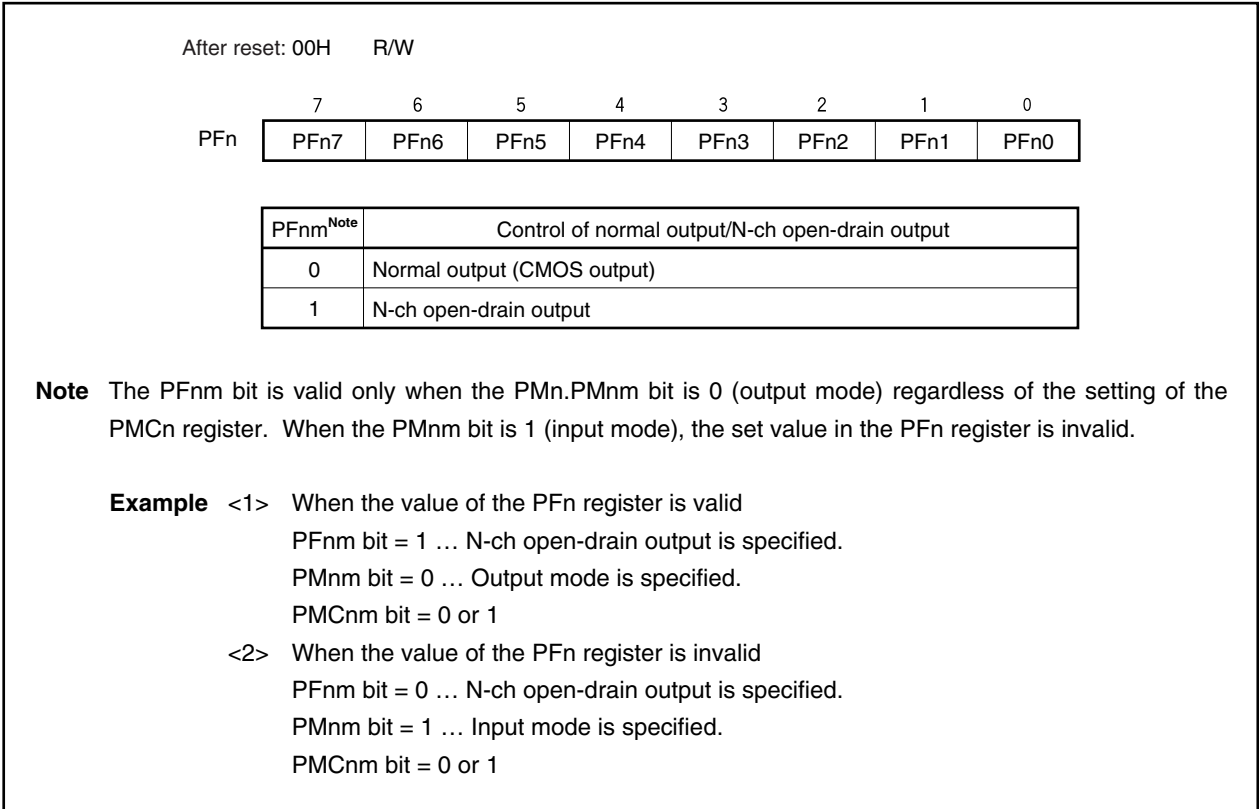 After reset: 00H R/W
7 6 5 4 3 2 1 0
PFn PFn7 PFn6 PFn5 PFn4 PFn3 PFn2 PFn1 PFn0
PFnmNote Control of normal output/N-ch open-drain output
0 Normal output (CMOS output)
1 N-ch open-drain output
Note The PFnm bit is valid only when the PMn.PMnm bit is 0 (output mode) regardless of the setting of the
PMCn register. When the PMnm bit is 1 (input mode), the set value in the PFn register is invalid.
Example <1> When the value of the PFn register is valid
PFnm bit = 1 … N-ch open-drain output is specified.
PMnm bit = 0 … Output mode is specified.
PMCnm bit = 0 or 1
<2> When the value of the PFn register is invalid
PFnm bit = 0 … N-ch open-drain output is specified.
PMnm bit = 1 … Input mode is specified.
PMCnm bit = 0 or 1